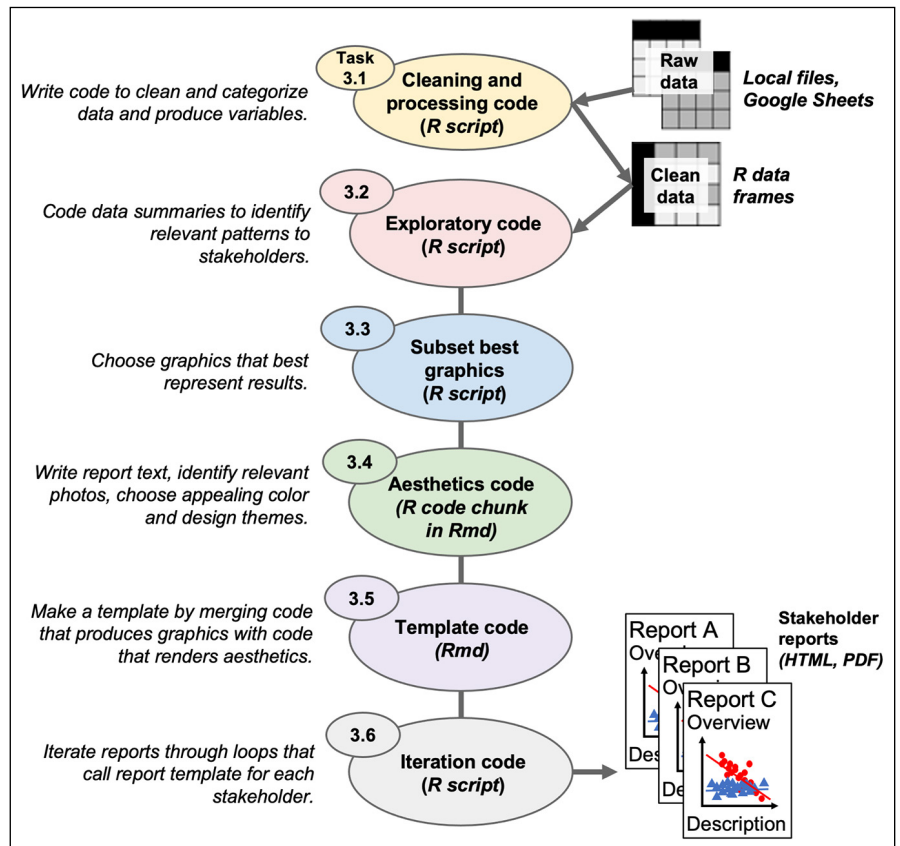 Task
3.1
Write code to clean and categorize
data and produce variables.
Cleaning and
processing code
(R script)
Raw
data
Local files,
Google Sheets
Clean
data
R data
frames
3.2
Code data summaries to identify
relevant patterns to
stakeholders.
Exploratory code
(R script)
3.3
Choose graphics that best
represent results.
Subset best
graphics
(R script)
3.4
Write report text, identify relevant
photos, choose appealing color
and design themes.
Aesthetics code
(R code chunk
in Rmd)
3.5
Make a template by merging code
that produces graphics with code
that renders aesthetics.
Template code
(Rmd)
3.6
Iterate reports through loops that
call report template for each
stakeholder.
Iteration code
(R script)
Stakeholder
reports
(HTML, PDF)
Report A
Report B
Report C
Overview
Description